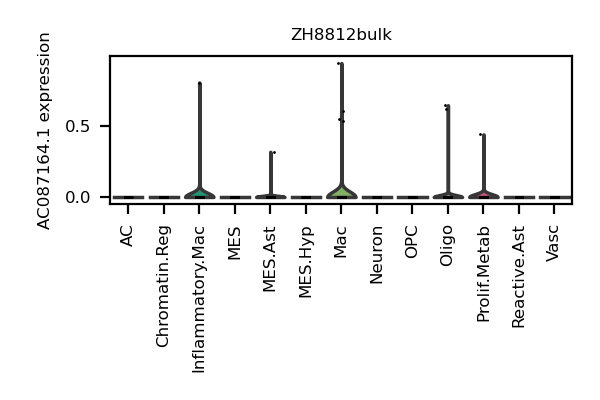 ZH8812bulk
AC087164.1 expression
0.5
0.0
AC
Chromatin.Reg
Inflammatory.Mac
MES
MES.Ast
MES.Hyp
Mac
Neuron
OPC
Oligo
Prolif.Metab
Reactive.Ast
Vasc